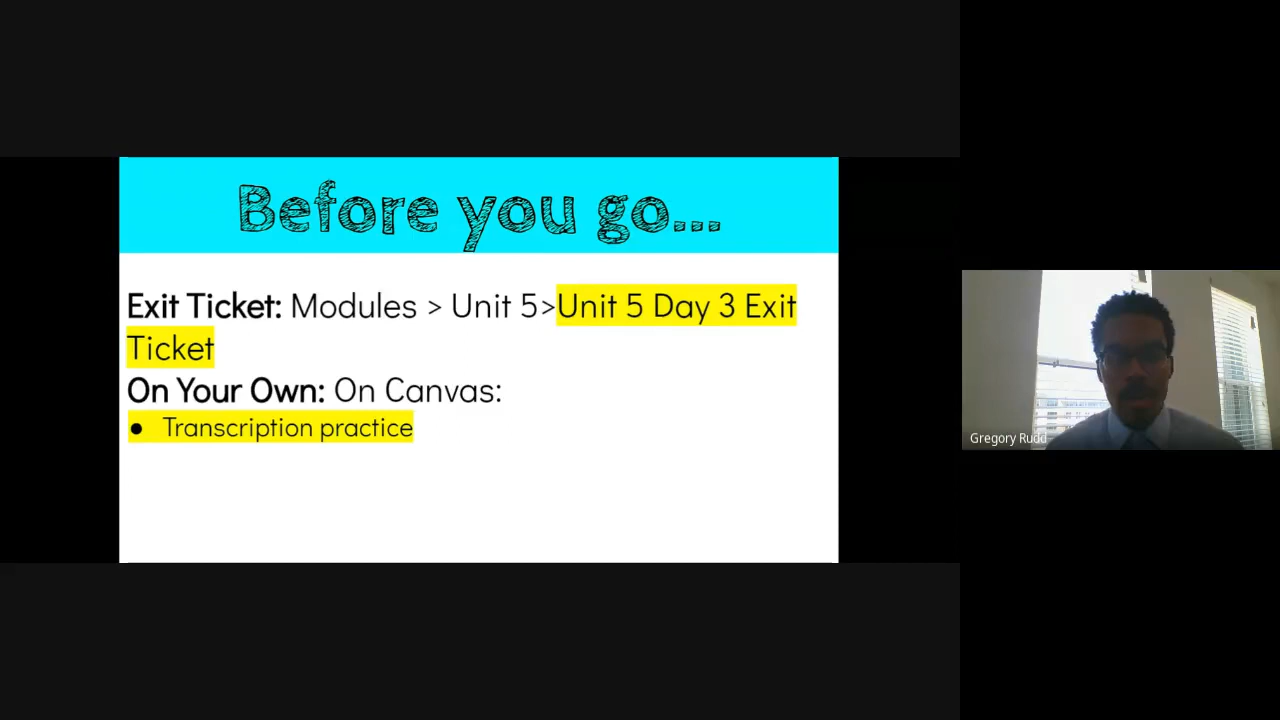 Before you go...
Exit Ticket: Modules > Unit 5>Unit 5 Day 3 Exit
Ticket
On Your Own: On Canvas:
● Transcription practice
Gregory Rudd